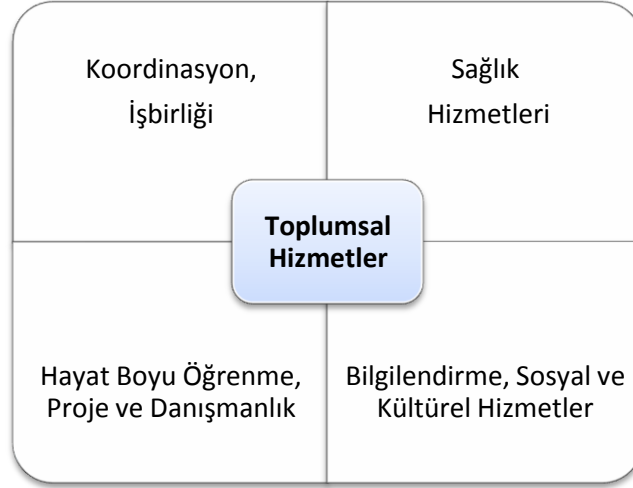 Koordinasyon,
İşbirliği
Sağlık
Hizmetleri
Toplumsal
Hizmetler
Hayat Boyu Öğrenme,
Proje ve Danışmanlık
Bilgilendirme, Sosyal ve
Kültürel Hizmetler